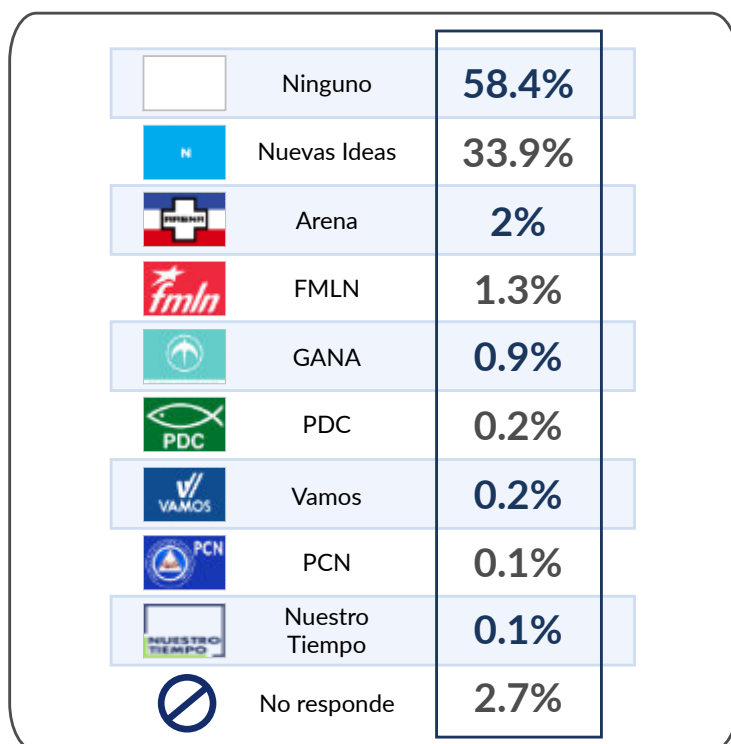 Ninguno 58.4%
N Nuevas Ideas 33.9%
ARENA Arena 2%
fmln FMLN 1.3%
GANA 0.9%
PDC PDC 0.2%
VAMOS Vamos 0.2%
PCN PCN 0.1%
NUESTRO TIEMPO Nuestro Tiempo 0.1%
No responde 2.7%